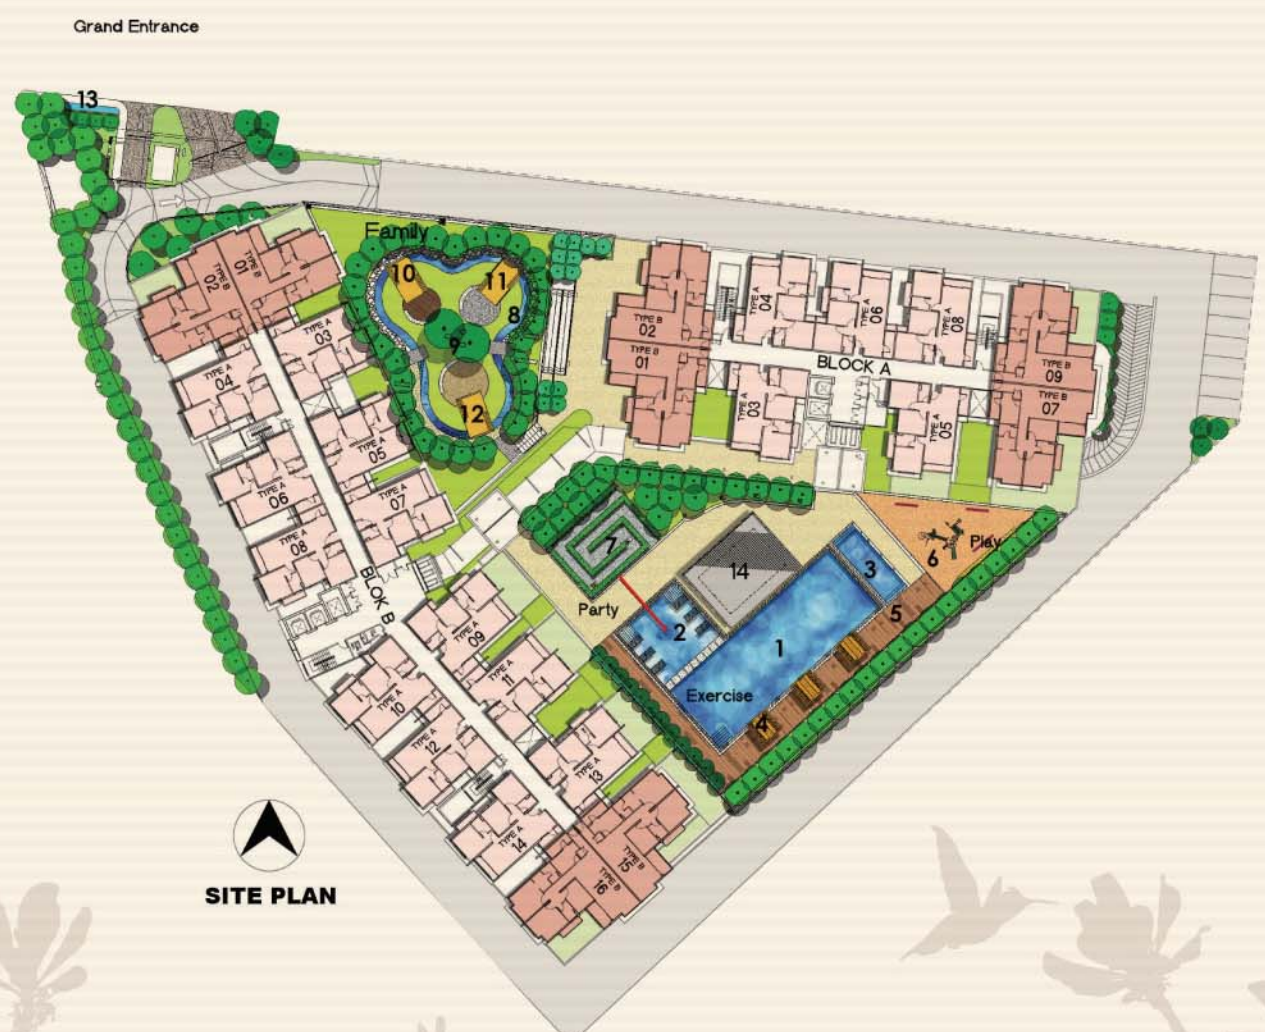 Grand Entrance
13
Family
10
11
8
9
12
TYPE B
01
TYPE B
02
TYPE A
03
TYPE A
04
TYPE A
05
TYPE A
06
TYPE A
07
TYPE A
08
BLOK B
TYPE A
09
TYPE A
10
TYPE A
11
TYPE A
12
TYPE A
13
TYPE A
14
TYPE B
15
TYPE B
16
TYPE B
02
TYPE B
01
TYPE A
04
TYPE A
06
TYPE A
08
BLOCK A
TYPE A
03
TYPE A
05
TYPE B
09
TYPE B
07
7
14
3
6
Play
5
Party
2
1
Exercise
4
SITE PLAN